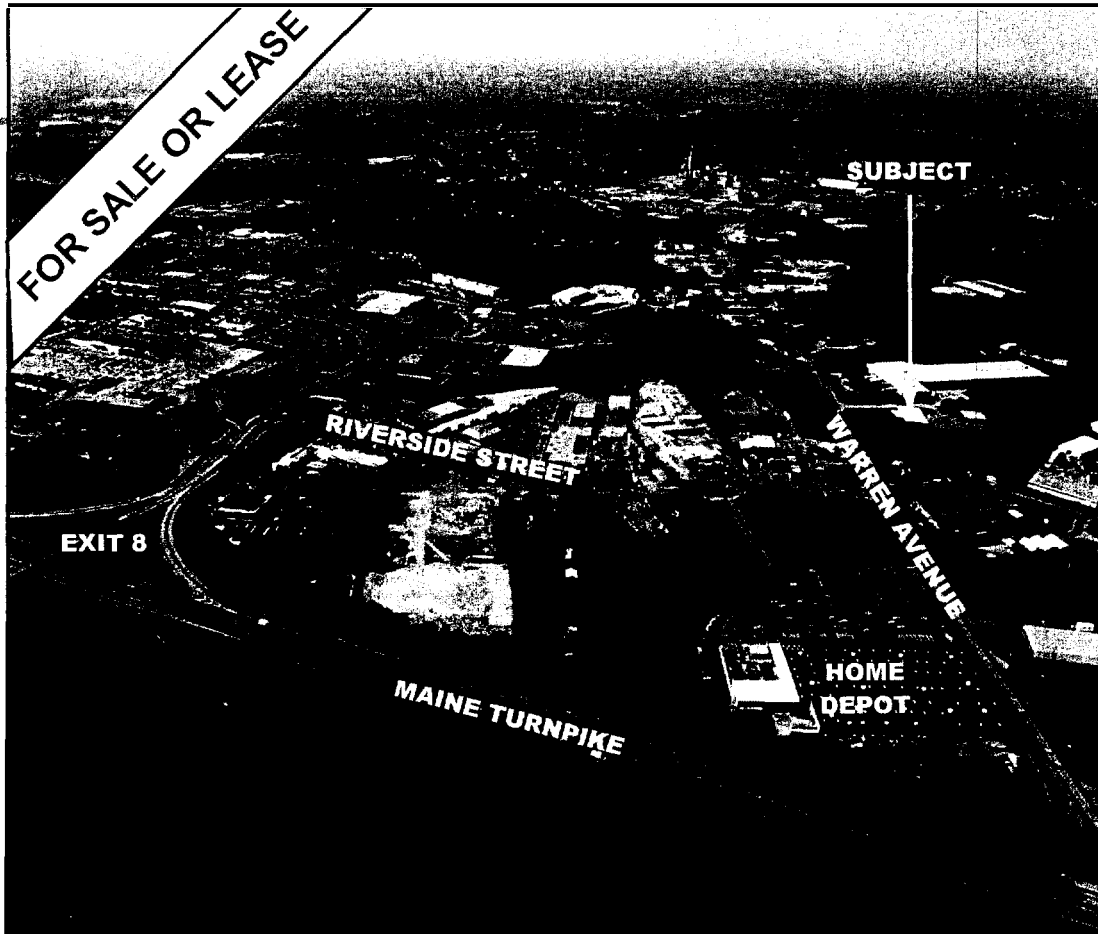 FOR SALE OR LEASE
SUBJECT
RIVERSIDE STREET
WARREN AVENUE
EXIT 8
HOME
DEPOT
MAINE TURNPIKE